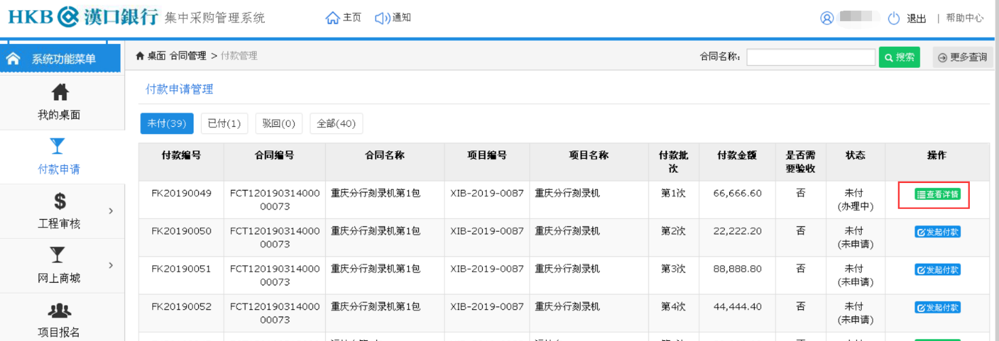 HKB 漢口銀行 集中采购管理系统 主页 通知 退出 | 帮助中心
系统功能菜单
桌面 合同管理 > 付款管理
合同名称： 搜索 更多查询
我的桌面
付款申请
工程审核
网上商城
项目报名
付款申请管理
未付(39) 已付(1) 驳回(0) 全部(40)
付款编号 合同编号 合同名称 项目编号 项目名称 付款批次 付款金额 是否需要验收 状态 操作
FK20190049 FCT12019031400000073 重庆分行刻录机第1包 XIB-2019-0087 重庆分行刻录机 第1次 66,666.60 否 未付(办理中) 查看详情
FK20190050 FCT12019031400000073 重庆分行刻录机第1包 XIB-2019-0087 重庆分行刻录机 第2次 22,222.20 否 未付(未申请) 发起付款
FK20190051 FCT12019031400000073 重庆分行刻录机第1包 XIB-2019-0087 重庆分行刻录机 第3次 88,888.80 否 未付(未申请) 发起付款
FK20190052 FCT12019031400000073 重庆分行刻录机第1包 XIB-2019-0087 重庆分行刻录机 第4次 44,444.40 否 未付(未申请) 发起付款